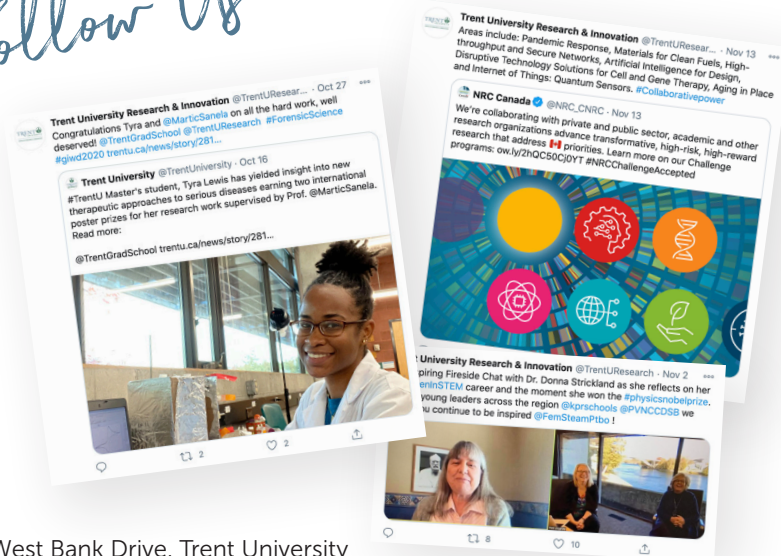 Follow Us
Trent University Research & Innovation @TrentUResear... · Oct 27
Congratulations Tyra and @MarticSanela on all the hard work, well
deserved! @TrentGradSchool @TrentUResearch #ForensicScience
#giwd2020 trentu.ca/news/story/281...
Trent University @TrentUniversity · Oct 16
#TrentU Master's student, Tyra Lewis has yielded insight into new
therapeutic approaches to serious diseases earning two international
poster prizes for her research work supervised by Prof. @MarticSanela.
Read more:
@TrentGradSchool trentu.ca/news/story/281...
2
2
Trent University Research & Innovation @TrentUResear... · Nov 13
Areas include: Pandemic Response, Materials for Clean Fuels, High-
throughput and Secure Networks, Artificial Intelligence for Design,
Disruptive Technology Solutions for Cell and Gene Therapy, Aging in Place
and Internet of Things: Quantum Sensors. #Collaborativepower
NRC Canada @NRC_CNRC · Nov 13
We're collaborating with private and public sector, academic and other
research organizations advance transformative, high-risk, high-reward
research that address 🇨🇦 priorities. Learn more on our Challenge
programs: ow.ly/2hQC50Cj0YT #NRCChallengeAccepted
University Research & Innovation @TrentUResearch · Nov 2
piring Fireside Chat with Dr. Donna Strickland as she reflects on her
enInSTEM career and the moment she won the #physicsnobelprize.
young leaders across the region @kprschools @PVNCCDSB we
ou continue to be inspired @FemSteamPtbo !
8
10
West Bank Drive, Trent University